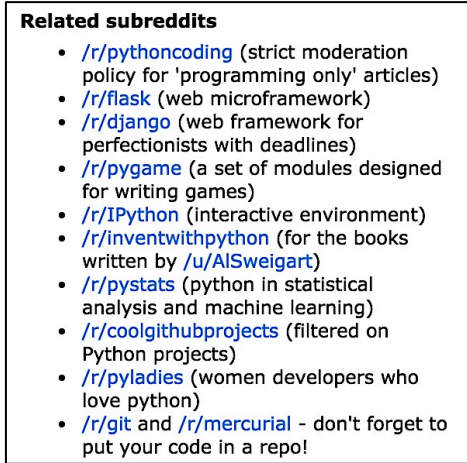 Related subreddits
• /r/pythoncoding (strict moderation
policy for 'programming only' articles)
• /r/flask (web microframework)
• /r/django (web framework for
perfectionists with deadlines)
• /r/pygame (a set of modules designed
for writing games)
• /r/IPython (interactive environment)
• /r/inventwithpython (for the books
written by /u/AlSweigart)
• /r/pystats (python in statistical
analysis and machine learning)
• /r/coolgithubprojects (filtered on
Python projects)
• /r/pyladies (women developers who
love python)
• /r/git and /r/mercurial - don't forget to
put your code in a repo!